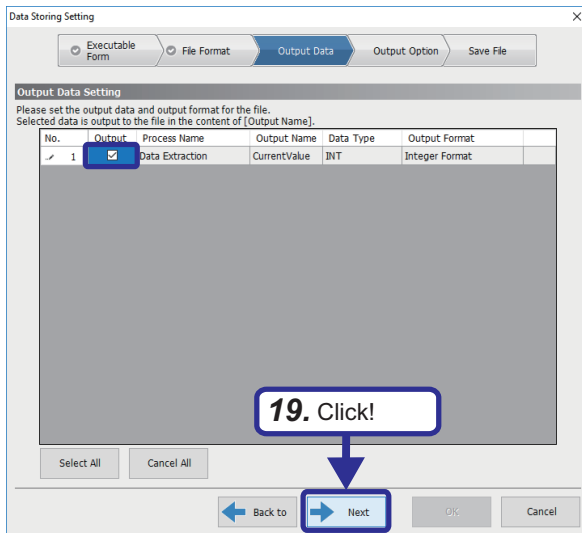 Data Storing Setting
Executable Form
File Format
Output Data
Output Option
Save File
Output Data Setting
Please set the output data and output format for the file.
Selected data is output to the file in the content of [Output Name].
No. Output Process Name Output Name Data Type Output Format
1 Data Extraction CurrentValue INT Integer Format
19. Click!
Select All Cancel All
Back to Next OK Cancel